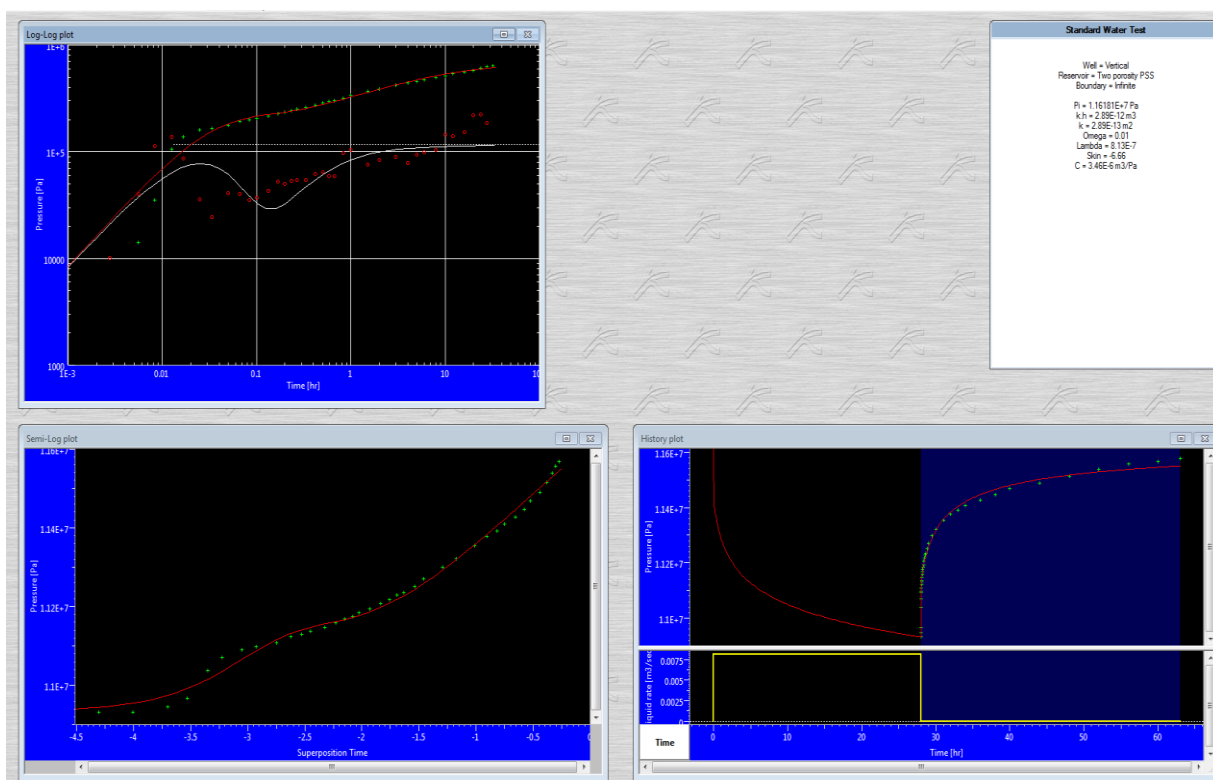 Log-Log plot
1E+6
1E+5
10000
1000
Pressure [Pa]
1E-3 0.01 0.1 1 10
Time [hr]
Standard Water Test
Well = Vertical
Reservoir = Two porosity PSS
Boundary = Infinite
Pi = 1.16181E+7 Pa
k.h = 2.89E-12 m3
k = 2.89E-13 m2
Omega = 0.01
Lambda = 8.13E-7
Skin = -6.66
C = 3.46E-6 m3/Pa
Semi-Log plot
1.16E+7
1.14E+7
1.12E+7
1.1E+7
Pressure [Pa]
-4.5 -4 -3.5 -3 -2.5 -2 -1.5 -1 -0.5 0
Superposition Time
History plot
1.16E+7
1.14E+7
1.12E+7
1.1E+7
Pressure [Pa]
0.0075
0.005
0.0025
0
iquid rate [m3/sec
Time
0 10 20 30 40 50 60
Time [hr]